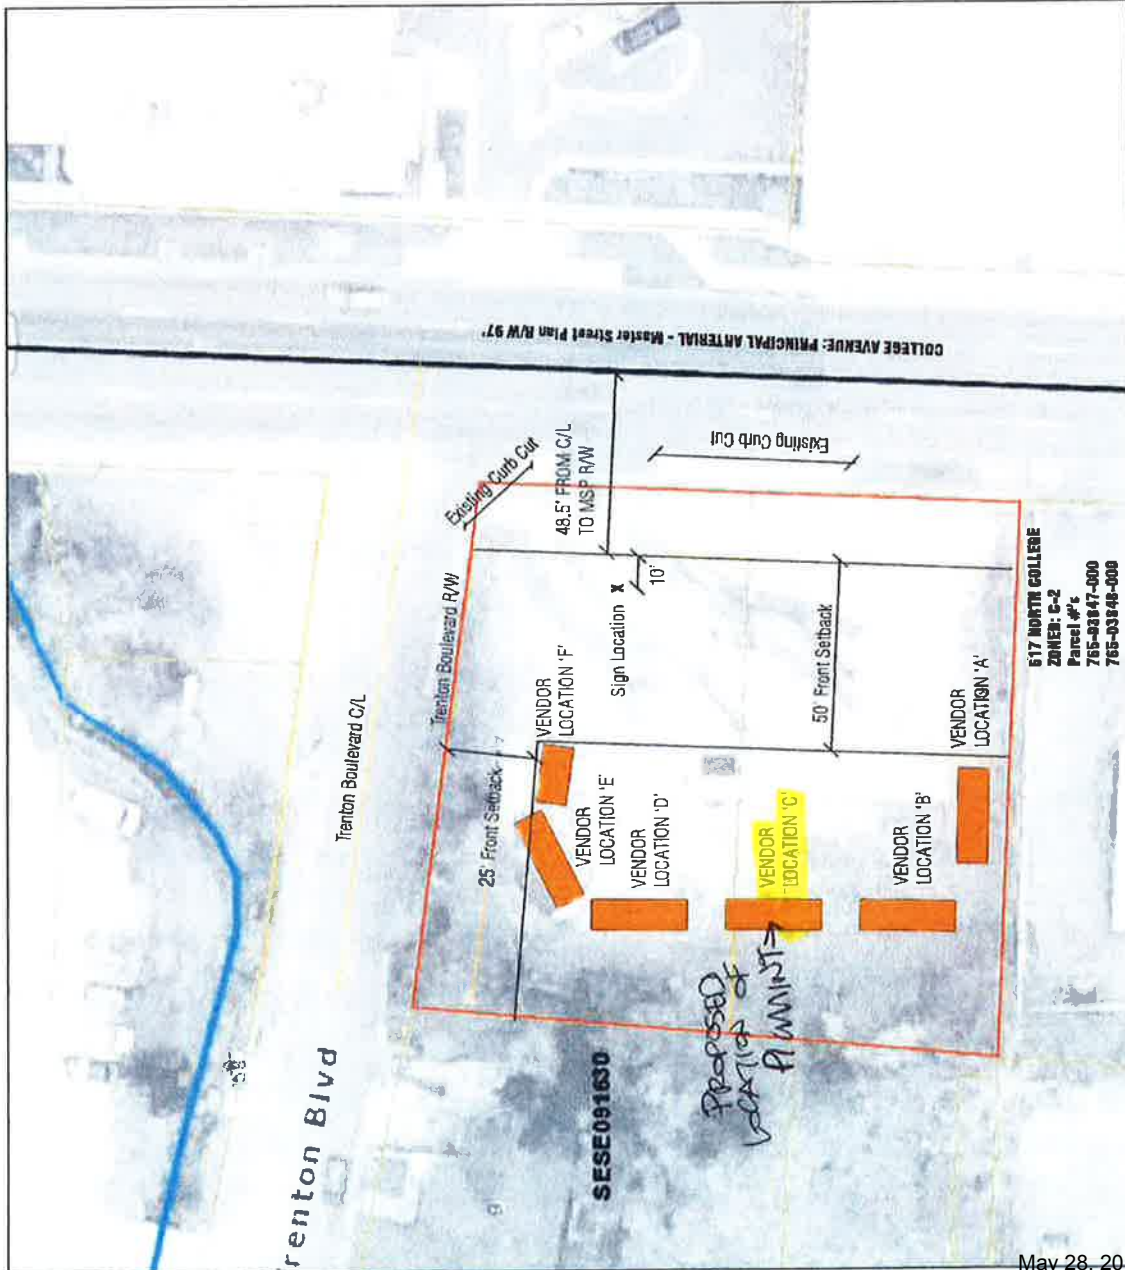 COLLEGE AVENUE: PRINCIPAL ARTERIAL - Master Street Plan R/W 97'
Existing Curb Cut
48.5' FROM C/L
TO MSP R/W
Existing Curb Cut
Trenton Boulevard R/W
Trenton Boulevard C/L
Sign Location X
10'
25' Front Setback
50' Front Setback
VENDOR
LOCATION 'F'
VENDOR
LOCATION 'E'
VENDOR
LOCATION 'D'
VENDOR
LOCATION 'C'
VENDOR
LOCATION 'B'
VENDOR
LOCATION 'A'
617 NORTH COLLEGE
ZONED: C-2
Parcel #'s
765-03847-000
765-03848-000
PROPOSED
LOCATION OF
SESE091630
renton Blvd
May 28, 20